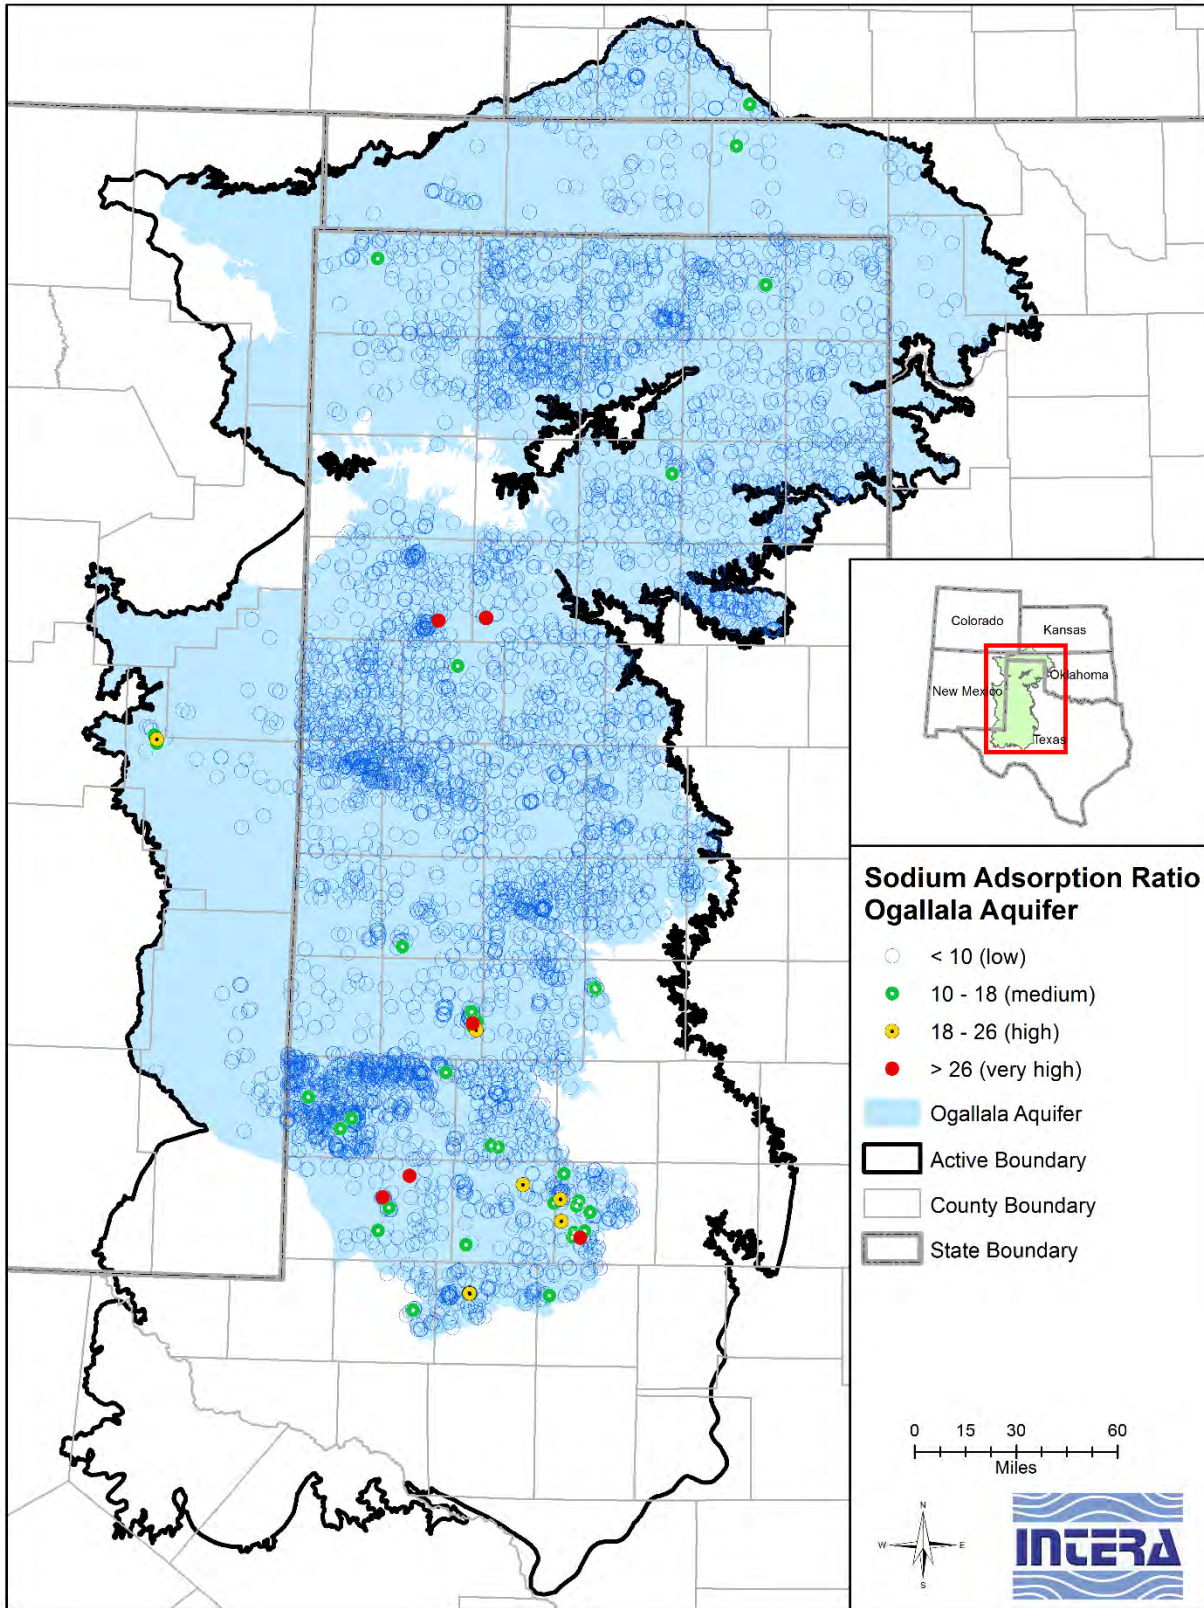 Colorado
Kansas
New Mexico
Oklahoma
Texas
Sodium Adsorption Ratio
Ogallala Aquifer
< 10 (low)
10 - 18 (medium)
18 - 26 (high)
> 26 (very high)
Ogallala Aquifer
Active Boundary
County Boundary
State Boundary
0 15 30 60
Miles
N
W E
S
INTERA